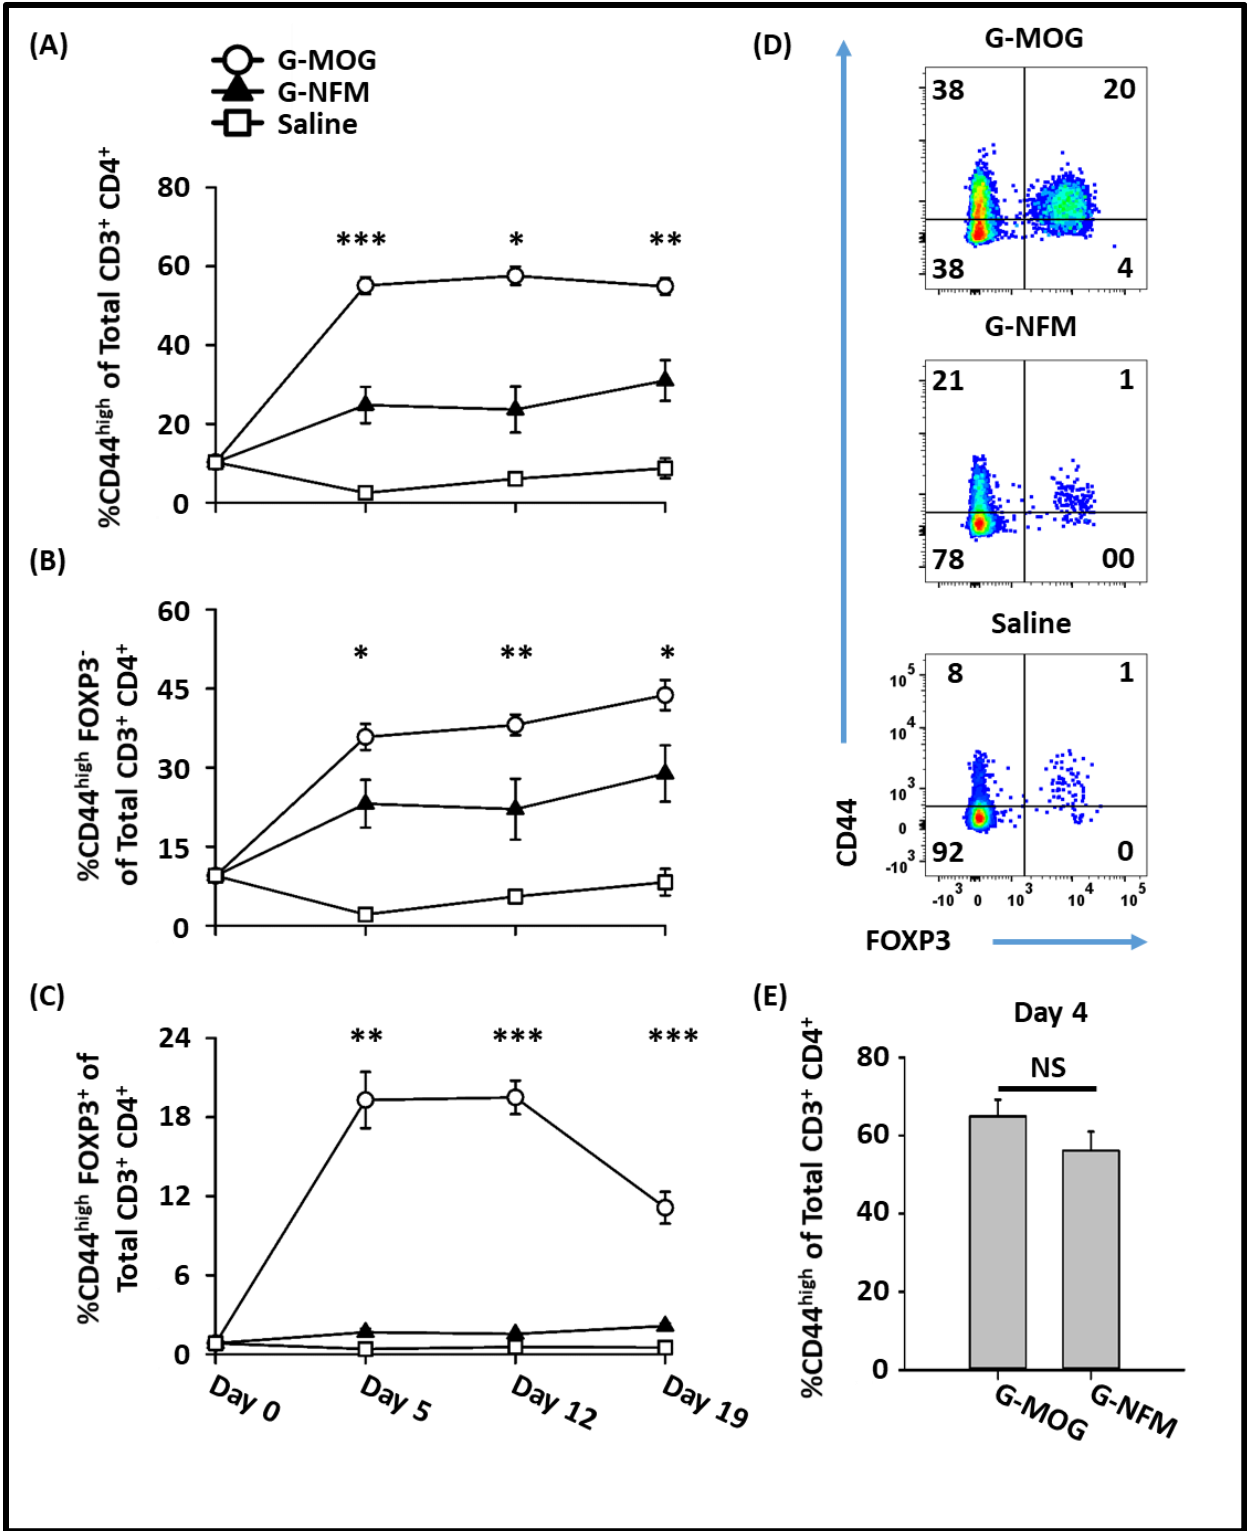 (A)
G-MOG
G-NFM
Saline
%CD44high of Total CD3+ CD4+
80
60
40
20
0
***
*
**
(B)
%CD44high FOXP3-
of Total CD3+ CD4+
60
45
30
15
0
*
**
*
(C)
%CD44high FOXP3+ of
Total CD3+ CD4+
24
18
12
6
0
**
***
***
Day 0
Day 5
Day 12
Day 19
(D)
G-MOG
38
20
38
4
G-NFM
21
1
78
00
Saline
8
1
92
0
10^5
10^4
10^3
0
-10^3
-10^3
0
10^3
10^4
10^5
CD44
FOXP3
(E)
Day 4
NS
%CD44high of Total CD3+ CD4+
80
60
40
20
0
G-MOG
G-NFM